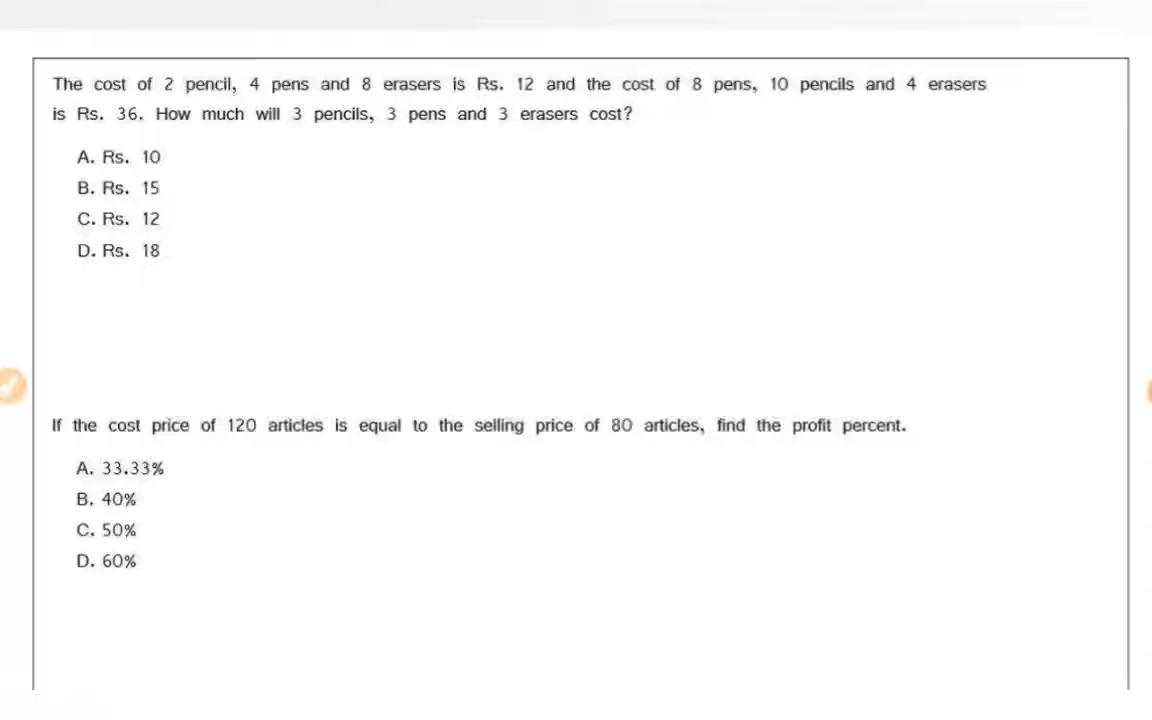 The cost of 2 pencil, 4 pens and 8 erasers is Rs. 12 and the cost of 8 pens, 10 pencils and 4 erasers
is Rs. 36. How much will 3 pencils, 3 pens and 3 erasers cost?
A. Rs. 10
B. Rs. 15
C. Rs. 12
D. Rs. 18
If the cost price of 120 articles is equal to the selling price of 80 articles, find the profit percent.
A. 33.33%
B. 40%
C. 50%
D. 60%